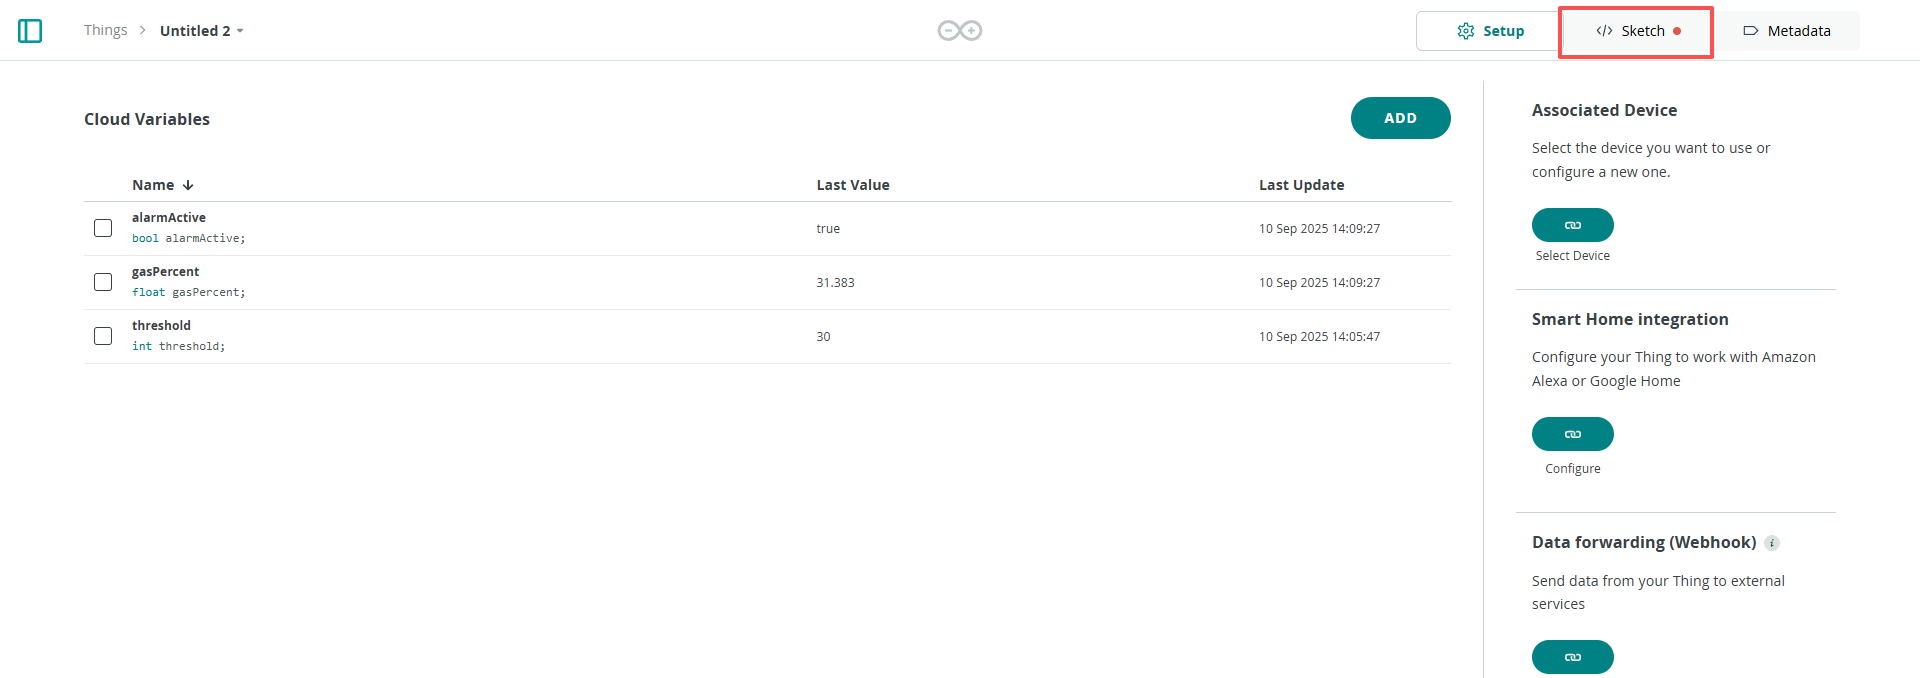 Things > Untitled 2
Setup
</> Sketch
Metadata
Cloud Variables
ADD
Name ↓ Last Value Last Update
alarmActive
bool alarmActive;
true
10 Sep 2025 14:09:27
gasPercent
float gasPercent;
31.383
10 Sep 2025 14:09:27
threshold
int threshold;
30
10 Sep 2025 14:05:47
Associated Device
Select the device you want to use or
configure a new one.
Select Device
Smart Home integration
Configure your Thing to work with Amazon
Alexa or Google Home
Configure
Data forwarding (Webhook) i
Send data from your Thing to external
services